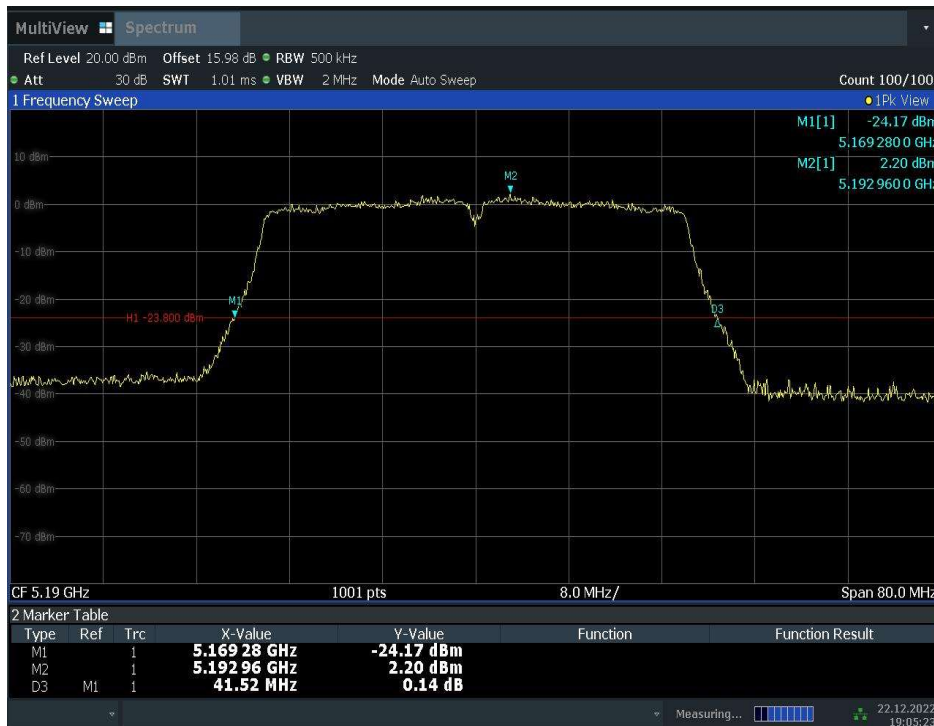 MultiView Spectrum
Ref Level 20.00 dBm Offset 15.98 dB RBW 500 kHz
Att 30 dB SWT 1.01 ms VBW 2 MHz Mode Auto Sweep Count 100/100
1 Frequency Sweep 1Pk View
M1[1] -24.17 dBm
5.169 280 0 GHz
10 dBm
M2[1] 2.20 dBm
M2
5.192 960 0 GHz
0 dBm
-10 dBm
-20 dBm
M1
D3
H1 -23.800 dBm
-30 dBm
-40 dBm
-50 dBm
-60 dBm
-70 dBm
CF 5.19 GHz 1001 pts 8.0 MHz/ Span 80.0 MHz
2 Marker Table
Type Ref Trc X-Value Y-Value Function Function Result
M1 1 5.169 28 GHz -24.17 dBm
M2 1 5.192 96 GHz 2.20 dBm
D3 M1 1 41.52 MHz 0.14 dB
Measuring... 22.12.2022
19:05:23